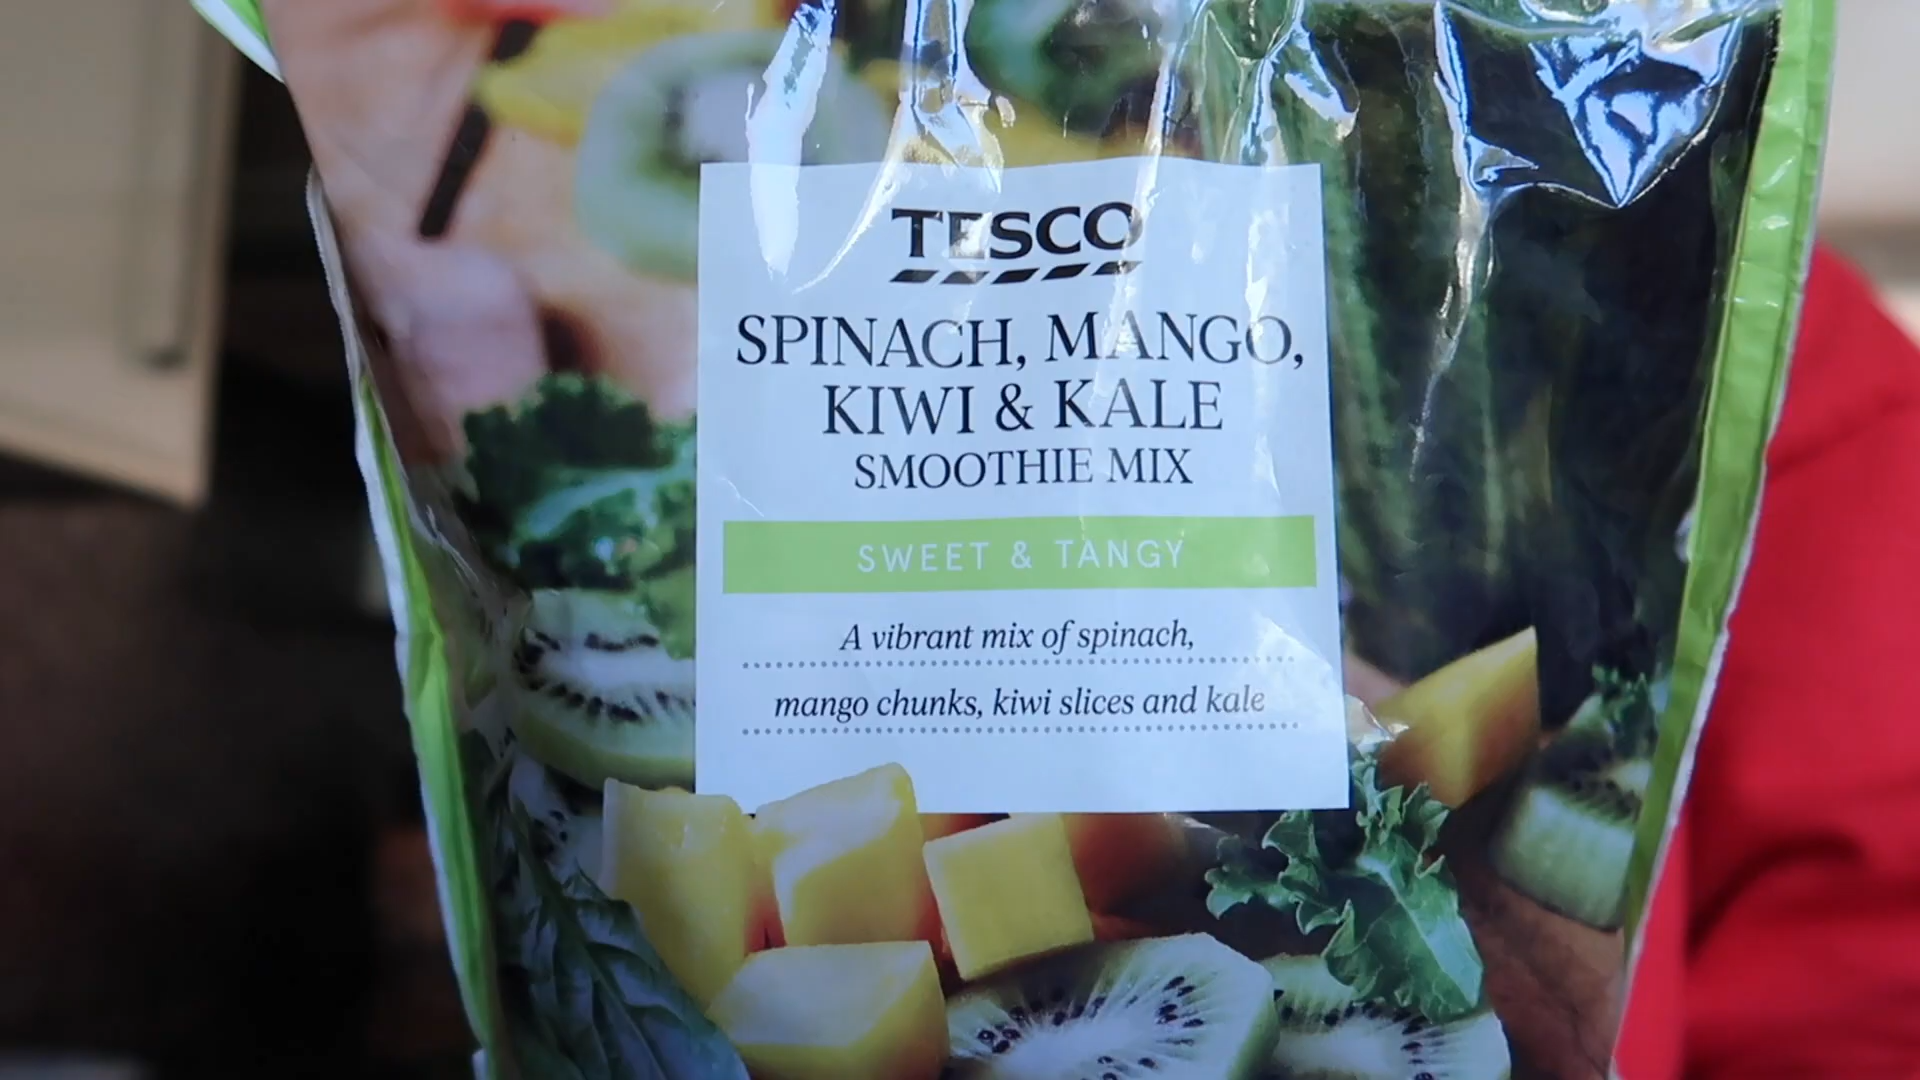 TESCO
SPINACH, MANGO,
KIWI & KALE
SMOOTHIE MIX
SWEET & TANGY
A vibrant mix of spinach,
mango chunks, kiwi slices and kale